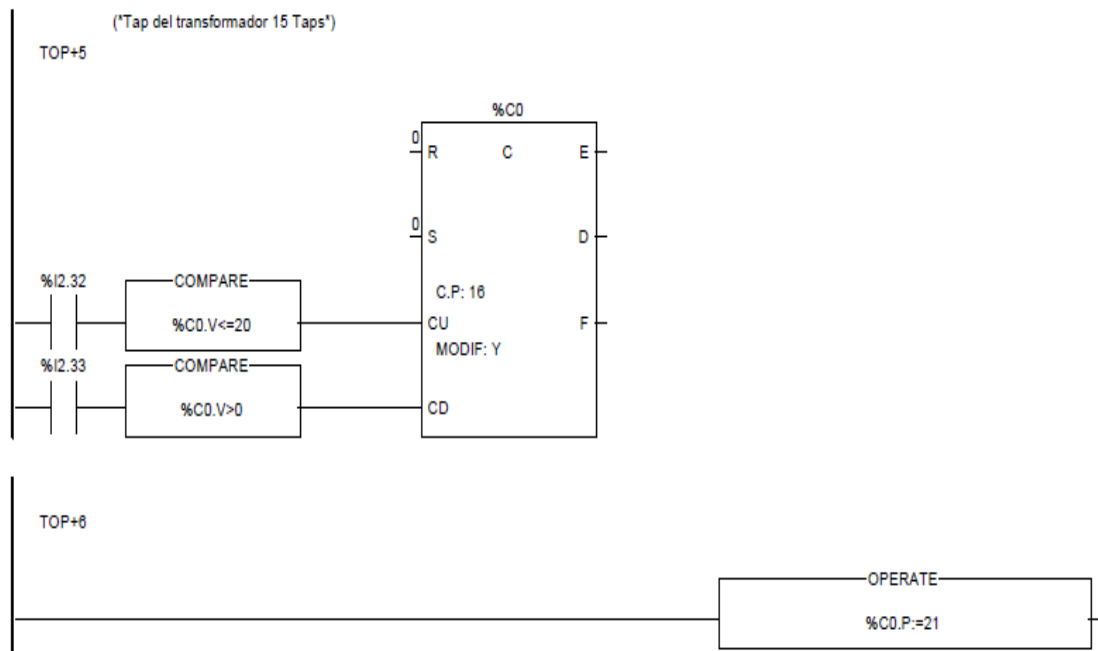 ("Tap del transformador 15 Taps*)
TOP+5
%C0
0
R C E
0
S D
%I2.32 COMPARE C.P: 16
%C0.V<=20 CU F
MODIF: Y
%I2.33 COMPARE
%C0.V>0 CD
TOP+6
OPERATE
%C0.P:=21